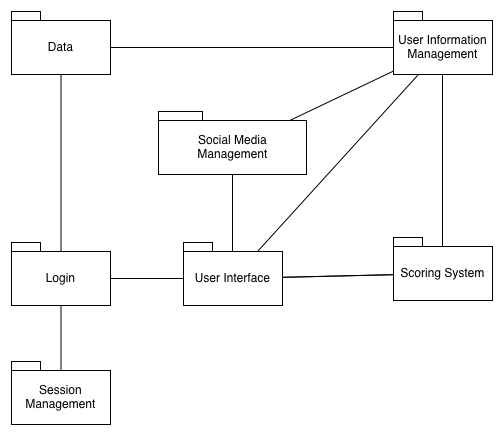 Data
User Information
Management
Social Media
Management
Login
User Interface
Scoring System
Session
Management